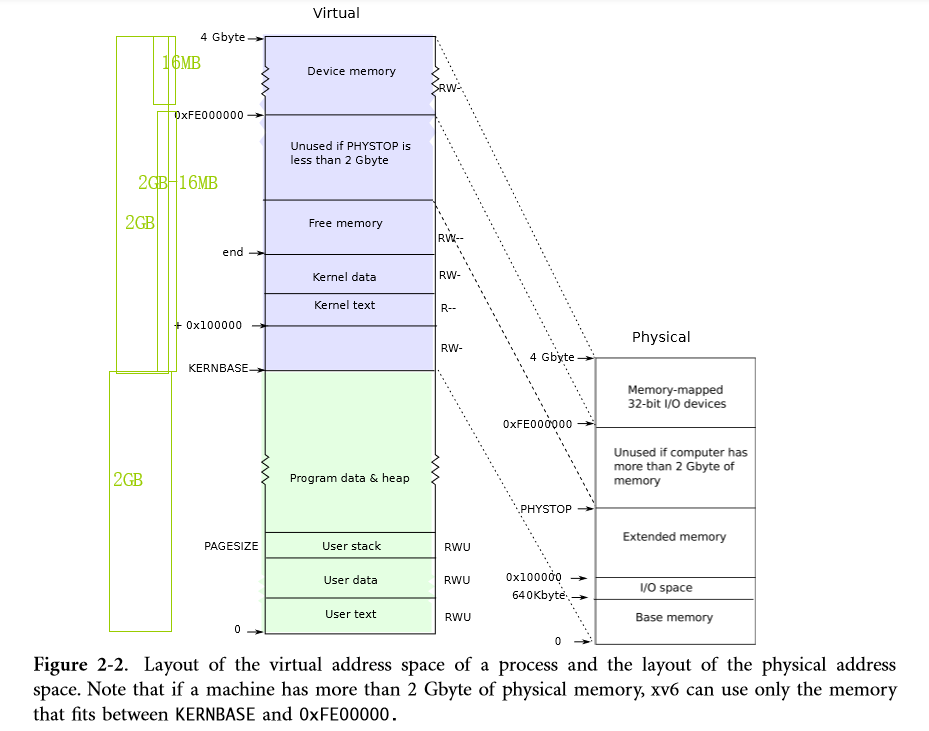 Virtual
4 Gbyte
16MB
Device memory
RW-
0xFE000000
Unused if PHYSTOP is
less than 2 Gbyte
2GB-16MB
2GB
Free memory
RW--
end
Kernel data
RW-
Kernel text
R--
+ 0x100000
RW-
KERNBASE
Program data & heap
2GB
PAGESIZE
User stack
RWU
User data
RWU
User text
RWU
0
Physical
4 Gbyte
Memory-mapped
32-bit I/O devices
0xFE000000
Unused if computer has
more than 2 Gbyte of
memory
PHYSTOP
Extended memory
0x100000
I/O space
640Kbyte
Base memory
0
Figure 2-2. Layout of the virtual address space of a process and the layout of the physical address
space. Note that if a machine has more than 2 Gbyte of physical memory, xv6 can use only the memory
that fits between KERNBASE and 0xFE00000.